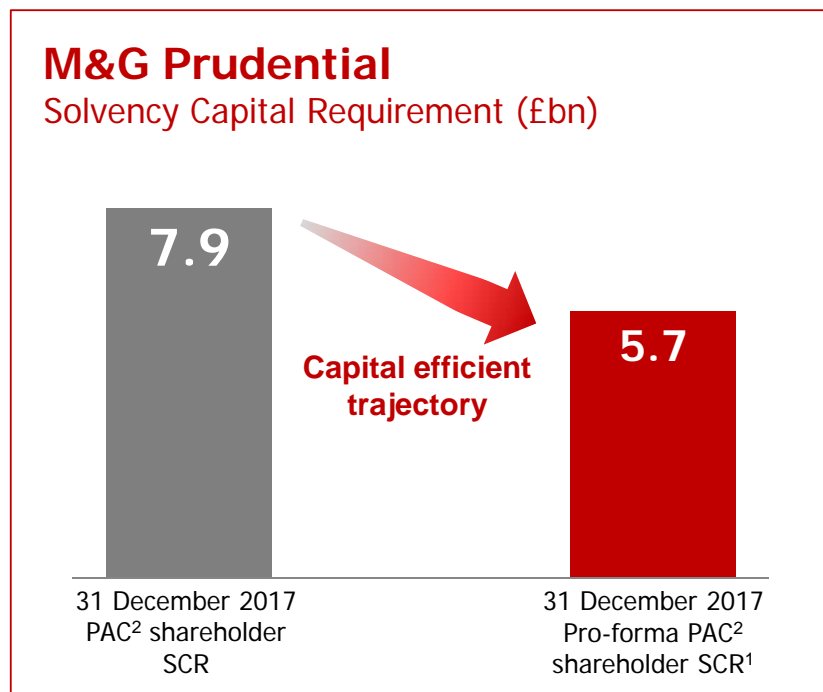 M&G Prudential
Solvency Capital Requirement (£bn)
7.9
5.7
Capital efficient
trajectory
31 December 2017
PAC² shareholder
SCR
31 December 2017
Pro-forma PAC²
shareholder SCR¹